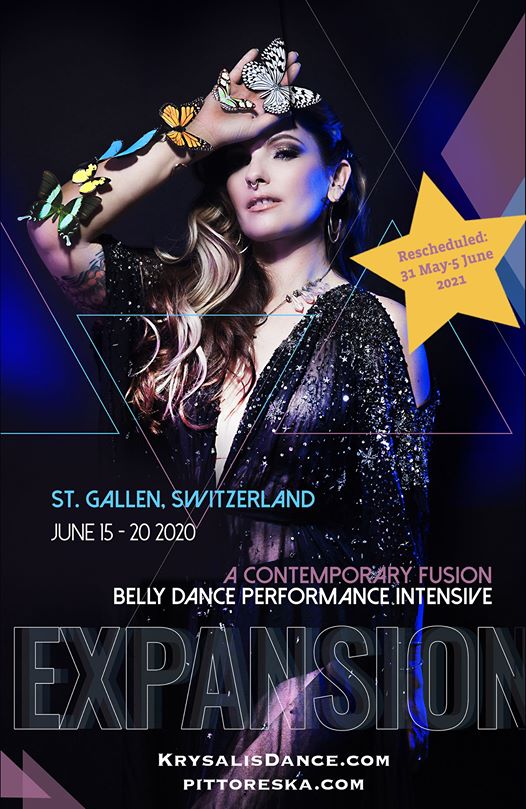 Rescheduled:
31 May-5 June
2021
ST. GALLEN, SWITZERLAND
JUNE 15 - 20 2020
A CONTEMPORARY FUSION
BELLY DANCE PERFORMANCE INTENSIVE
EXPANSION
KrysalisDance.com
pittoreska.com